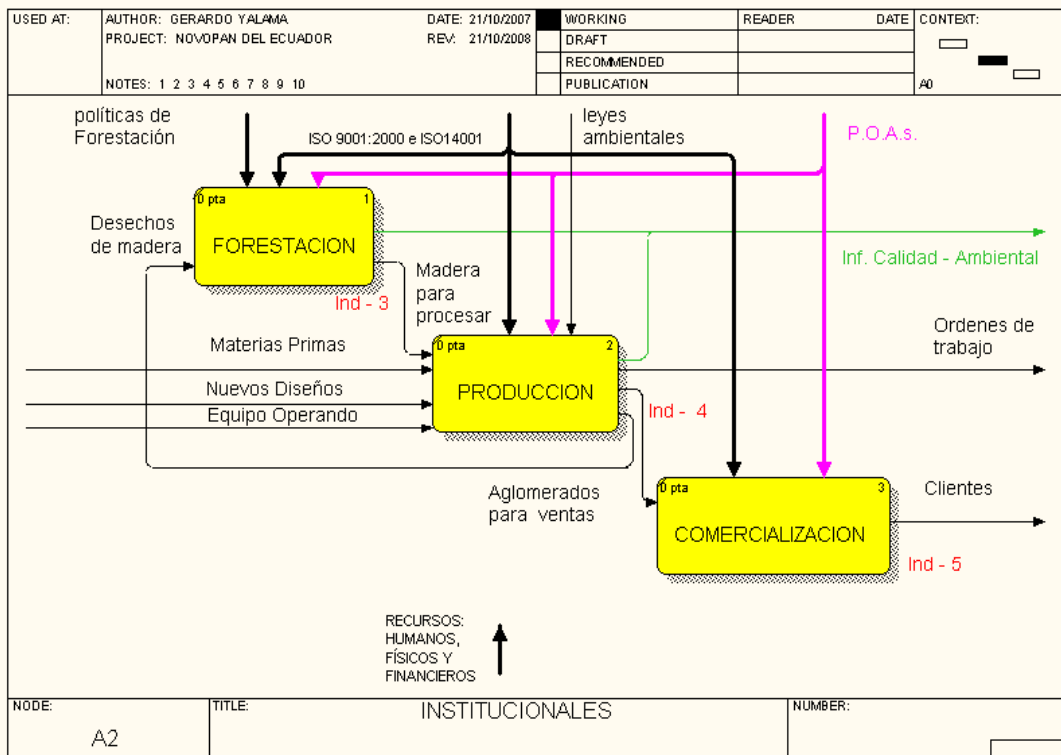 USED AT:
AUTHOR: GERARDO YALAMA
DATE: 21/10/2007
PROJECT: NOVOPAN DEL ECUADOR
REV: 21/10/2008
NOTES: 1 2 3 4 5 6 7 8 9 10
WORKING
DRAFT
RECOMMENDED
PUBLICATION
READER
DATE
CONTEXT:
A0
políticas de
Forestación
ISO 9001:2000 e ISO14001
leyes
ambientales
P.O.A.s.
0 pta
1
FORESTACION
Desechos
de madera
Ind - 3
Madera
para
procesar
Inf. Calidad - Ambiental
Materias Primas
Nuevos Diseños
Equipo Operando
0 pta
2
PRODUCCION
Ordenes de
trabajo
Ind - 4
Aglomerados
para ventas
0 pta
3
COMERCIALIZACION
Clientes
Ind - 5
RECURSOS:
HUMANOS,
FÍSICOS Y
FINANCIEROS
NODE:
A2
TITLE:
INSTITUCIONALES
NUMBER: